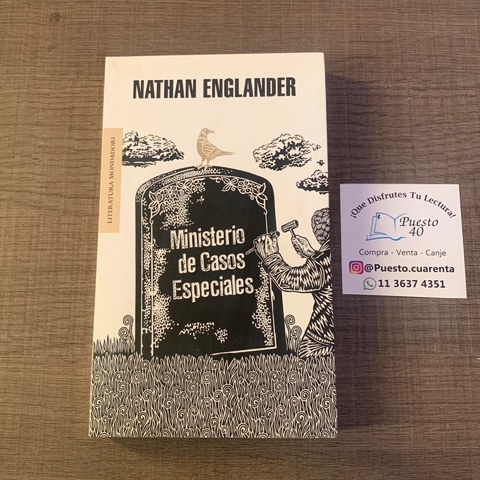 NATHAN ENGLANDER
LITERATURA MONDADORI
Ministerio
de Casos
Especiales
¡Que Disfrutes Tu Lectura!
Puesto
40
Compra - Venta - Canje
@Puesto.cuarenta
11 3637 4351